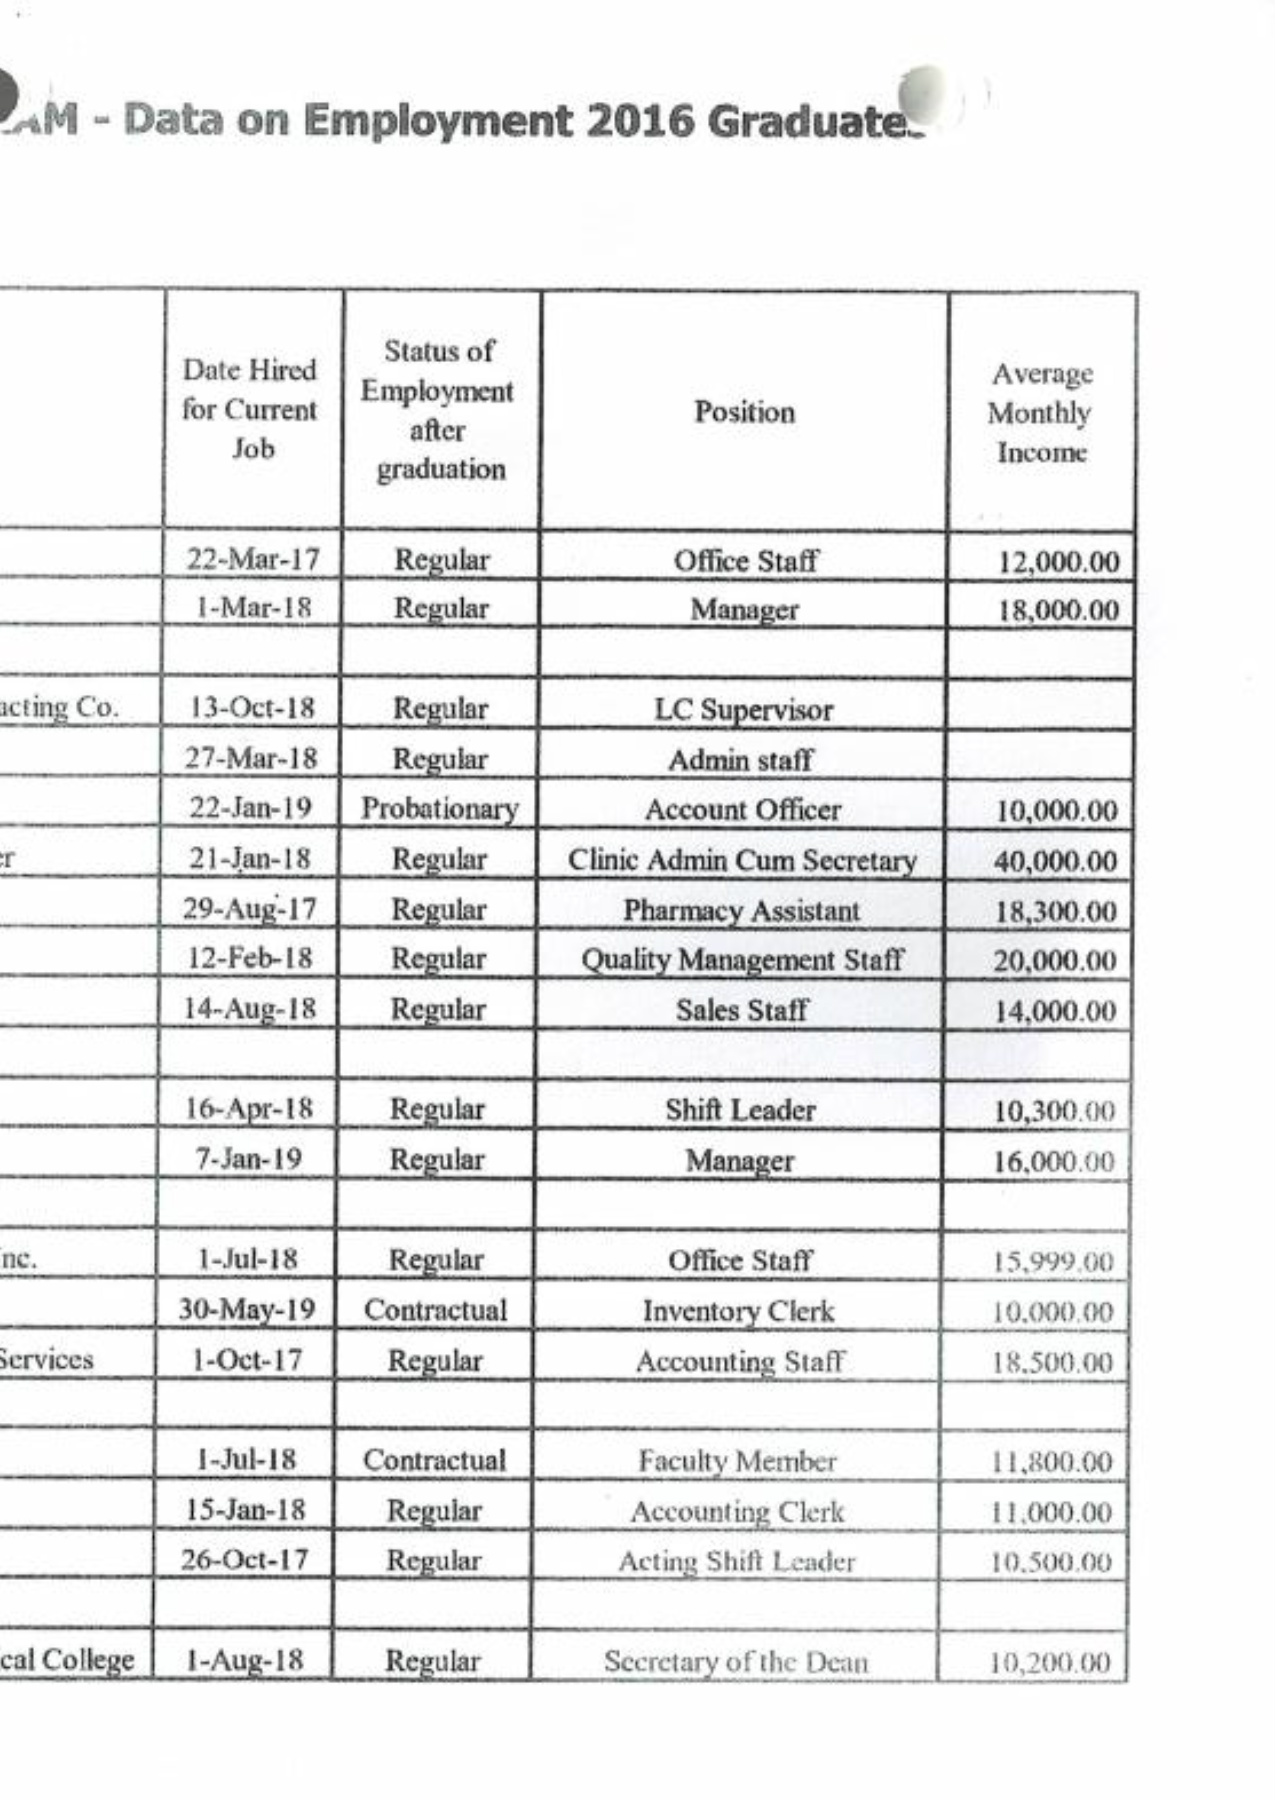 AM - Data on Employment 2016 Graduate
Date Hired for Current Job | Status of Employment after graduation | Position | Average Monthly Income
22-Mar-17 Regular Office Staff 12,000.00
1-Mar-18 Regular Manager 18,000.00
acting Co. 13-Oct-18 Regular LC Supervisor
27-Mar-18 Regular Admin staff
22-Jan-19 Probationary Account Officer 10,000.00
er 21-Jan-18 Regular Clinic Admin Cum Secretary 40,000.00
29-Aug-17 Regular Pharmacy Assistant 18,300.00
12-Feb-18 Regular Quality Management Staff 20,000.00
14-Aug-18 Regular Sales Staff 14,000.00
16-Apr-18 Regular Shift Leader 10,300.00
7-Jan-19 Regular Manager 16,000.00
nc. 1-Jul-18 Regular Office Staff 15,999.00
30-May-19 Contractual Inventory Clerk 10,000.00
Services 1-Oct-17 Regular Accounting Staff 18,500.00
1-Jul-18 Contractual Faculty Member 11,800.00
15-Jan-18 Regular Accounting Clerk 11,000.00
26-Oct-17 Regular Acting Shift Leader 10,500.00
cal College 1-Aug-18 Regular Secretary of the Dean 10,200.00